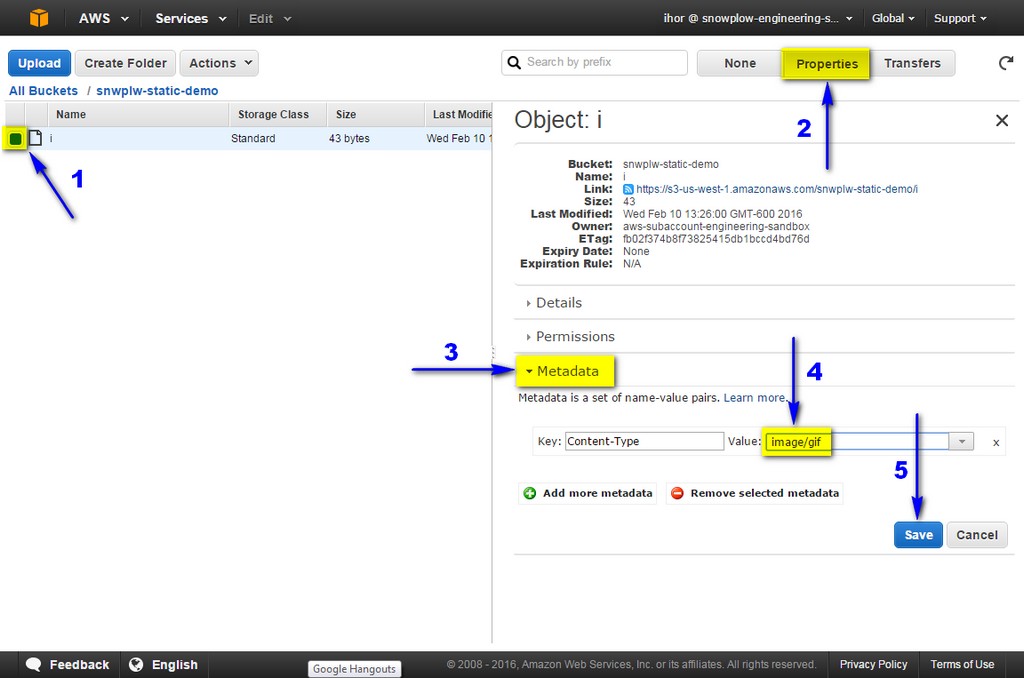 AWS Services Edit ihor @ snowplow-engineering-s... Global Support
Upload Create Folder Actions Search by prefix None Properties Transfers
All Buckets / snwplw-static-demo
Name Storage Class Size Last Modifie
i Standard 43 bytes Wed Feb 10 1
1
2
Object: i
Bucket: snwplw-static-demo
Name: i
Link: https://s3-us-west-1.amazonaws.com/snwplw-static-demo/i
Size: 43
Last Modified: Wed Feb 10 13:26:00 GMT-600 2016
Owner: aws-subaccount-engineering-sandbox
ETag: fb02f374b8f73825415db1bccd4bd76d
Expiry Date: None
Expiration Rule: N/A
Details
Permissions
3
Metadata
4
Metadata is a set of name-value pairs. Learn more.
Key: Content-Type Value: image/gif x
5
Add more metadata Remove selected metadata
Save Cancel
Feedback English Google Hangouts © 2008 - 2016, Amazon Web Services, Inc. or its affiliates. All rights reserved. Privacy Policy Terms of Use